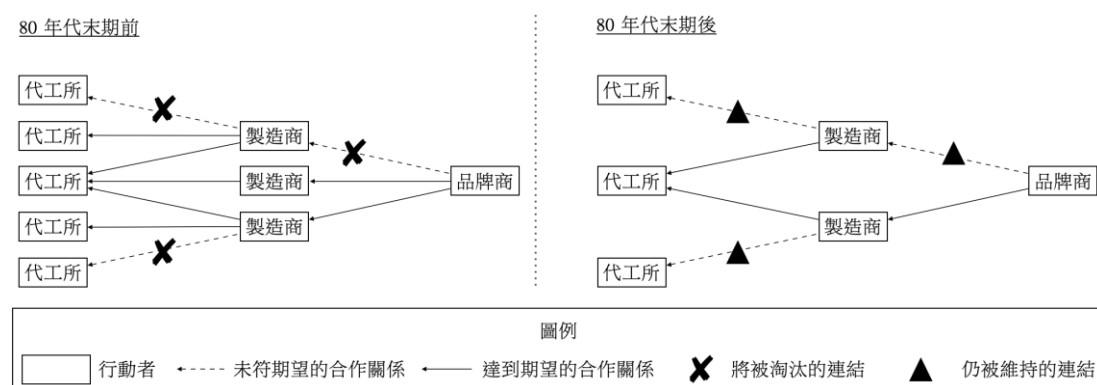 80 年代末期前
80 年代末期後
代工所
代工所
代工所
代工所
代工所
製造商
製造商
製造商
品牌商
代工所
代工所
代工所
製造商
製造商
品牌商
圖例
行動者
未符期望的合作關係
達到期望的合作關係
將被淘汰的連結
仍被維持的連結